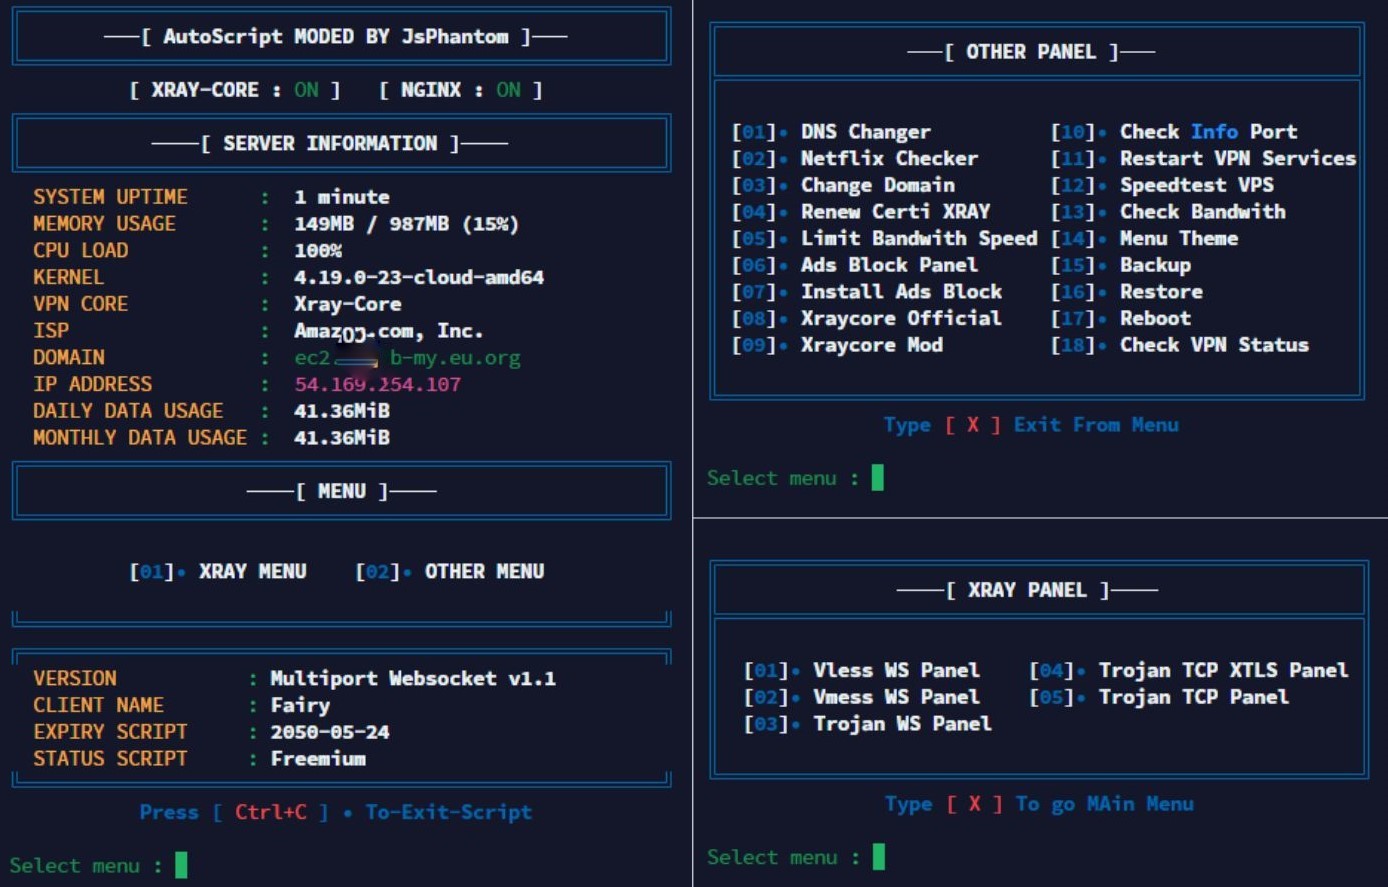 ───[ AutoScript MODED BY JsPhantom ]───
[ XRAY-CORE : ON ] [ NGINX : ON ]
────[ SERVER INFORMATION ]────
SYSTEM UPTIME : 1 minute
MEMORY USAGE : 149MB / 987MB (15%)
CPU LOAD : 100%
KERNEL : 4.19.0-23-cloud-amd64
VPN CORE : Xray-Core
ISP : .com, Inc.
DOMAIN : ec2. b-my.eu.org
IP ADDRESS : 54.169.254.107
DAILY DATA USAGE : 41.36MiB
MONTHLY DATA USAGE : 41.36MiB
────[ MENU ]────
[01]• XRAY MENU [02]• OTHER MENU
VERSION : Multiport Websocket v1.1
CLIENT NAME : Fairy
EXPIRY SCRIPT : 2050-05-24
STATUS SCRIPT : Freemium
Press [ Ctrl+C ] • To-Exit-Script
Select menu :
───[ OTHER PANEL ]───
[01]• DNS Changer [10]• Check Info Port
[02]• Netflix Checker [11]• Restart VPN Services
[03]• Change Domain [12]• Speedtest VPS
[04]• Renew Certi XRAY [13]• Check Bandwith
[05]• Limit Bandwith Speed [14]• Menu Theme
[06]• Ads Block Panel [15]• Backup
[07]• Install Ads Block [16]• Restore
[08]• Xraycore Official [17]• Reboot
[09]• Xraycore Mod [18]• Check VPN Status
Type [ X ] Exit From Menu
Select menu :
────[ XRAY PANEL ]────
[01]• Vless WS Panel [04]• Trojan TCP XTLS Panel
[02]• Vmess WS Panel [05]• Trojan TCP Panel
[03]• Trojan WS Panel
Type [ X ] To go MAin Menu
Select menu :